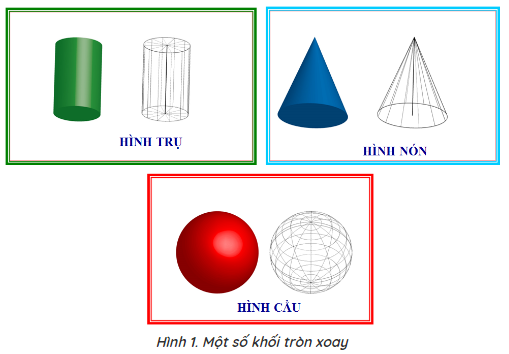 HÌNH TRỤ
HÌNH NÓN
HÌNH CẦU
Hình 1. Một số khối tròn xoay